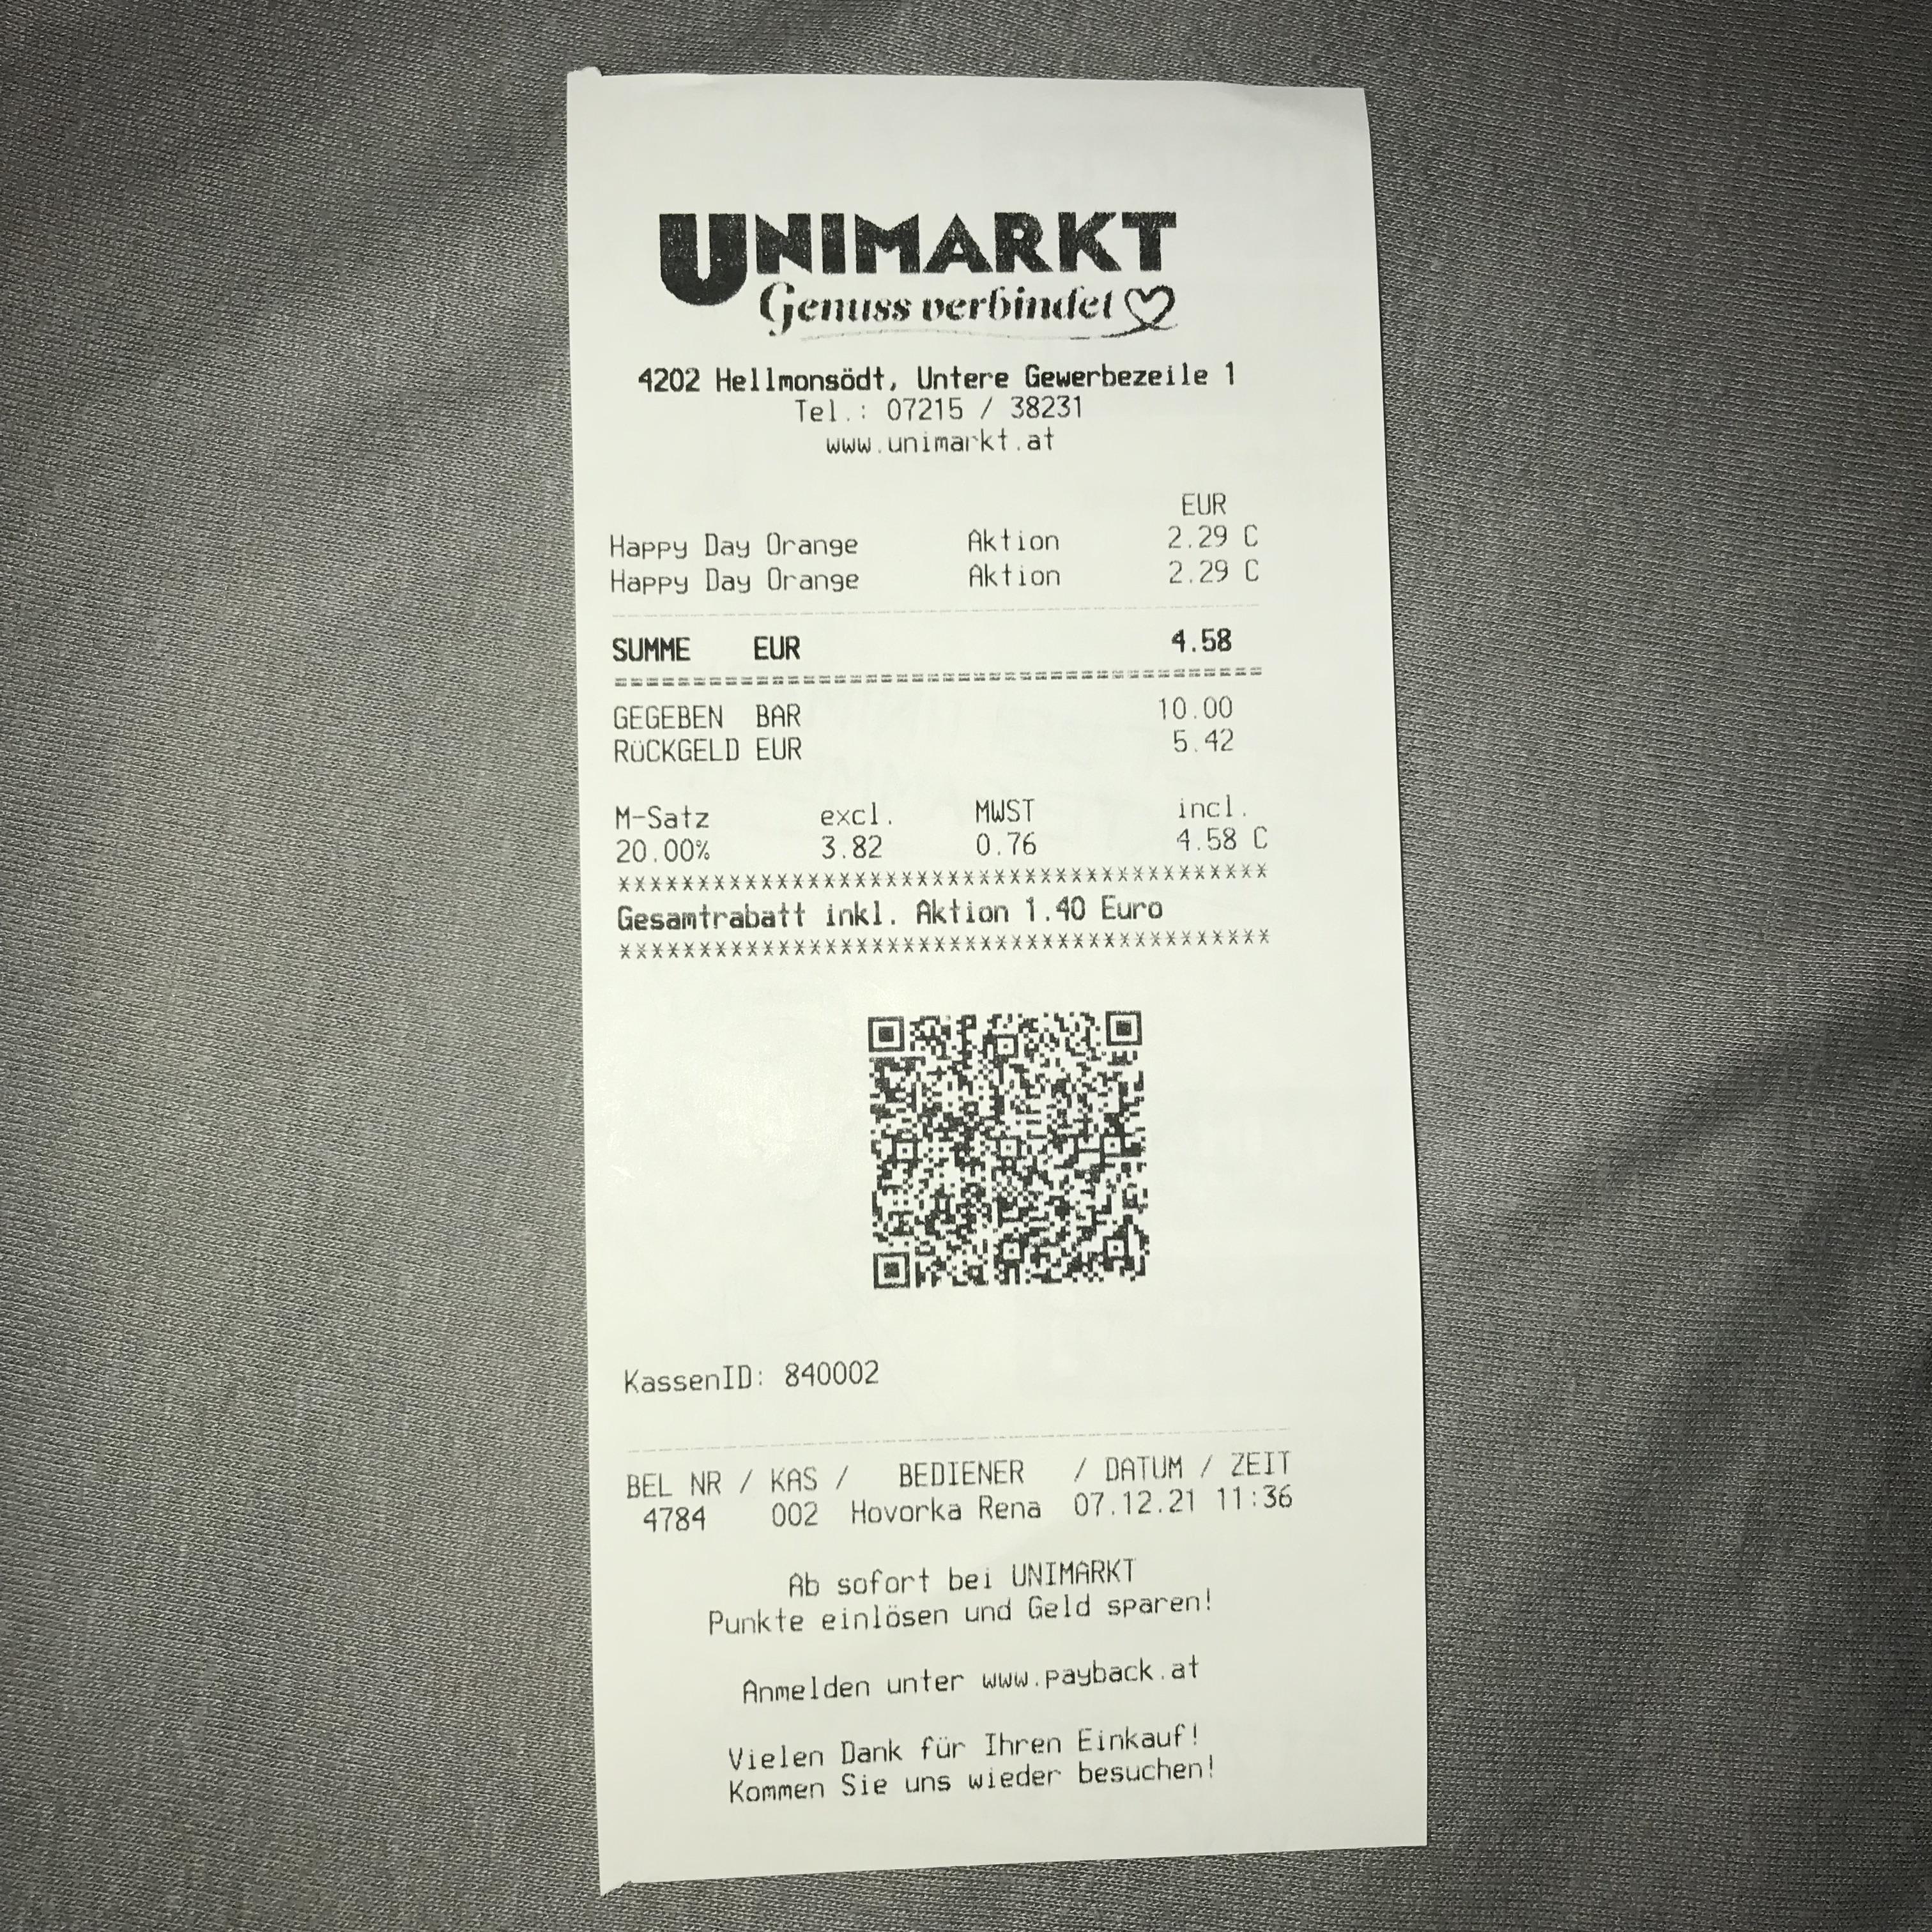 UNIMARKT
Genuss verbindet
4202 Hellmonsödt, Untere Gewerbezeile 1
Tel.: 07215 / 38231
www.unimarkt.at
EUR
Happy Day Orange Aktion 2.29 C
Happy Day Orange Aktion 2.29 C
SUMME EUR 4.58
GEGEBEN BAR 10.00
RÜCKGELD EUR 5.42
M-Satz excl. MWST incl.
20.00% 3.82 0.76 4.58 C
******************************************
Gesamtrabatt inkl. Aktion 1.40 Euro
******************************************
KassenID: 840002
BEL NR / KAS / BEDIENER / DATUM / ZEIT
4784 002 Hovorka Rena 07.12.21 11:36
Ab sofort bei UNIMARKT
Punkte einlösen und Geld sparen!
Anmelden unter www.payback.at
Vielen Dank für Ihren Einkauf!
Kommen Sie uns wieder besuchen!